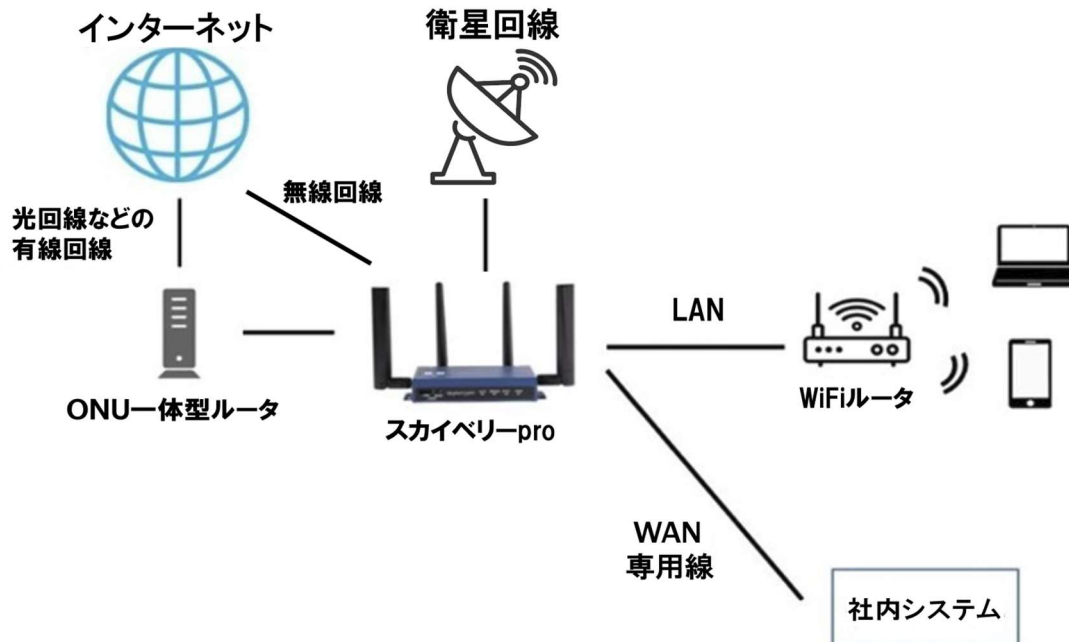 インターネット
衛星回線
無線回線
光回線などの
有線回線
LAN
ONU一体型ルータ
スカイベリーpro
WiFiルータ
WAN
専用線
社内システム